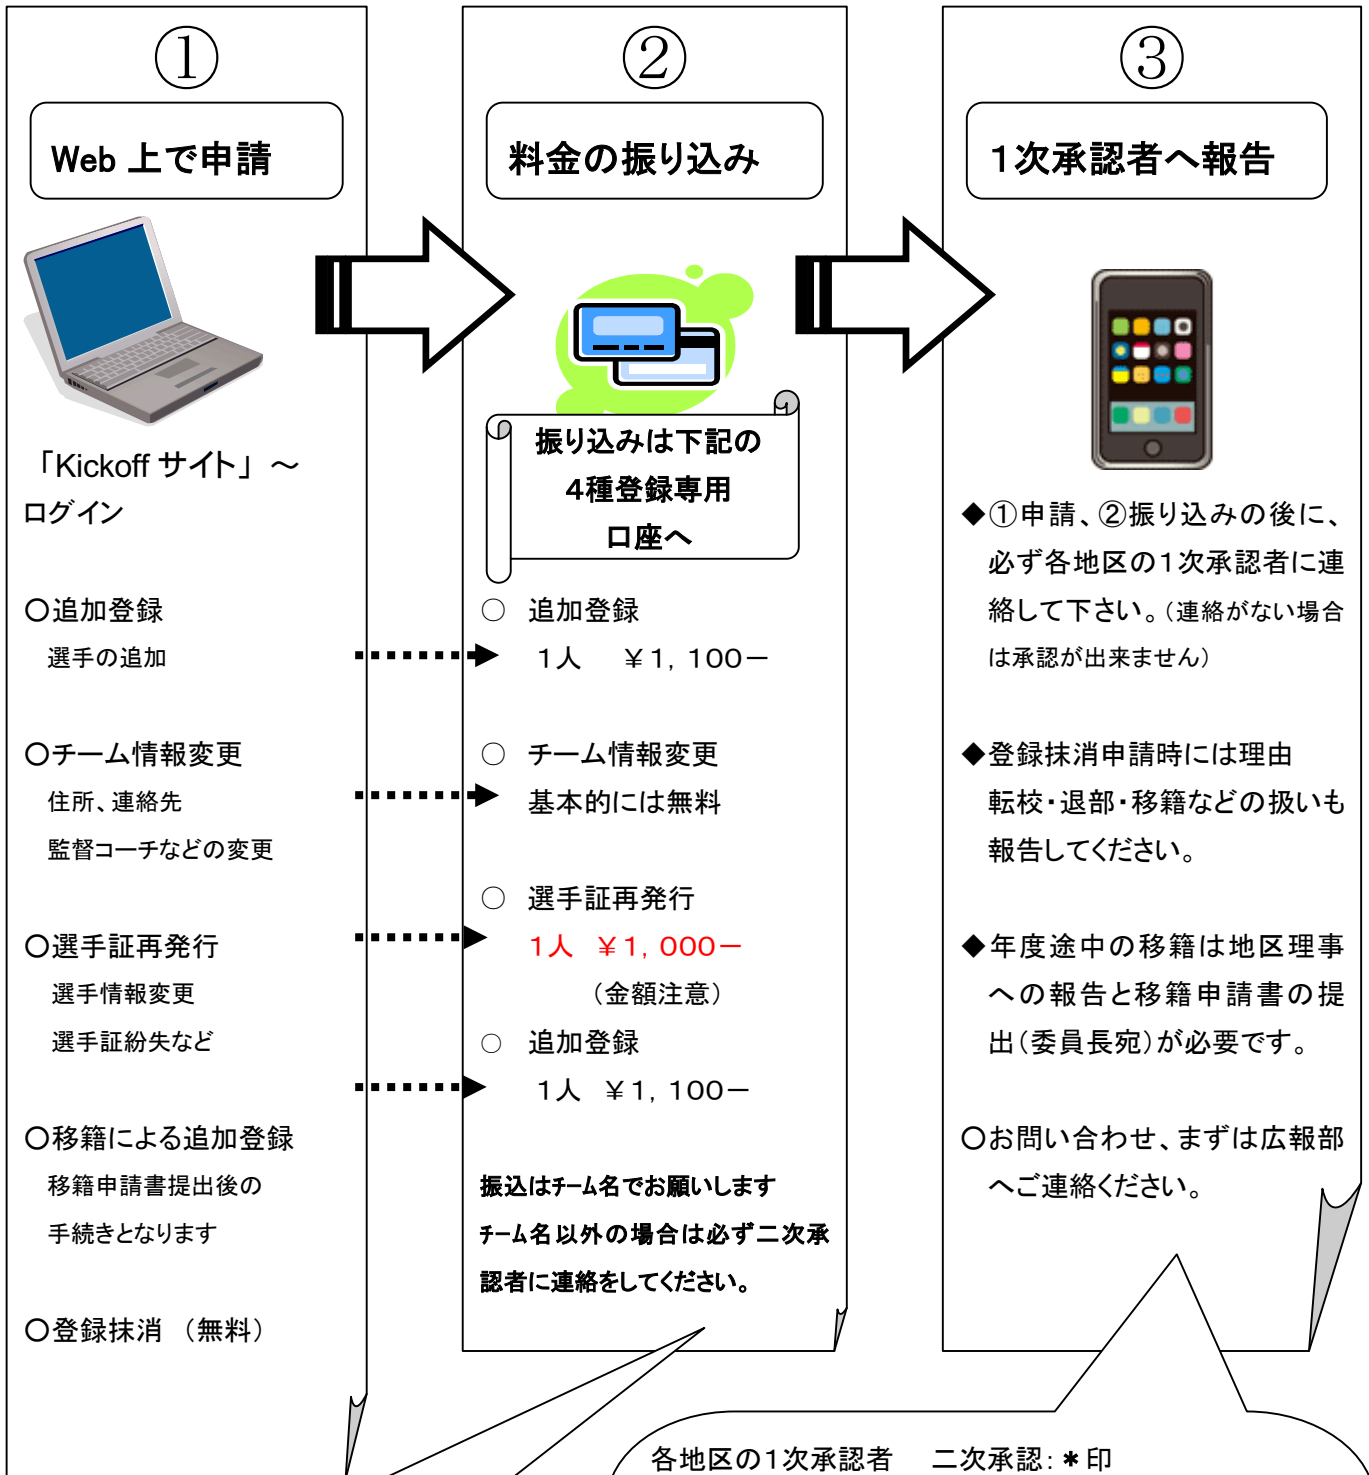 ①
Web 上で申請
「Kickoff サイト」 ～
ログイン
〇追加登録
選手の追加
〇チーム情報変更
住所、連絡先
監督コーチなどの変更
〇選手証再発行
選手情報変更
選手証紛失など
〇移籍による追加登録
移籍申請書提出後の
手続きとなります
〇登録抹消 （無料）
②
料金の振り込み
振り込みは下記の
4種登録専用
口座へ
○ 追加登録
1人 ￥1，100－
○ チーム情報変更
基本的には無料
○ 選手証再発行
1人 ￥1，000－
（金額注意）
○ 追加登録
1人 ￥1，100－
振込はチーム名でお願いします
チーム名以外の場合は必ず二次承
認者に連絡をしてください。
③
1次承認者へ報告
◆①申請、②振り込みの後に、
必ず各地区の1次承認者に連
絡して下さい。（連絡がない場合
は承認が出来ません）
◆登録抹消申請時には理由
転校・退部・移籍などの扱いも
報告してください。
◆年度途中の移籍は地区理事
への報告と移籍申請書の提
出（委員長宛）が必要です。
〇お問い合わせ、まずは広報部
へご連絡ください。
各地区の1次承認者 二次承認：＊印